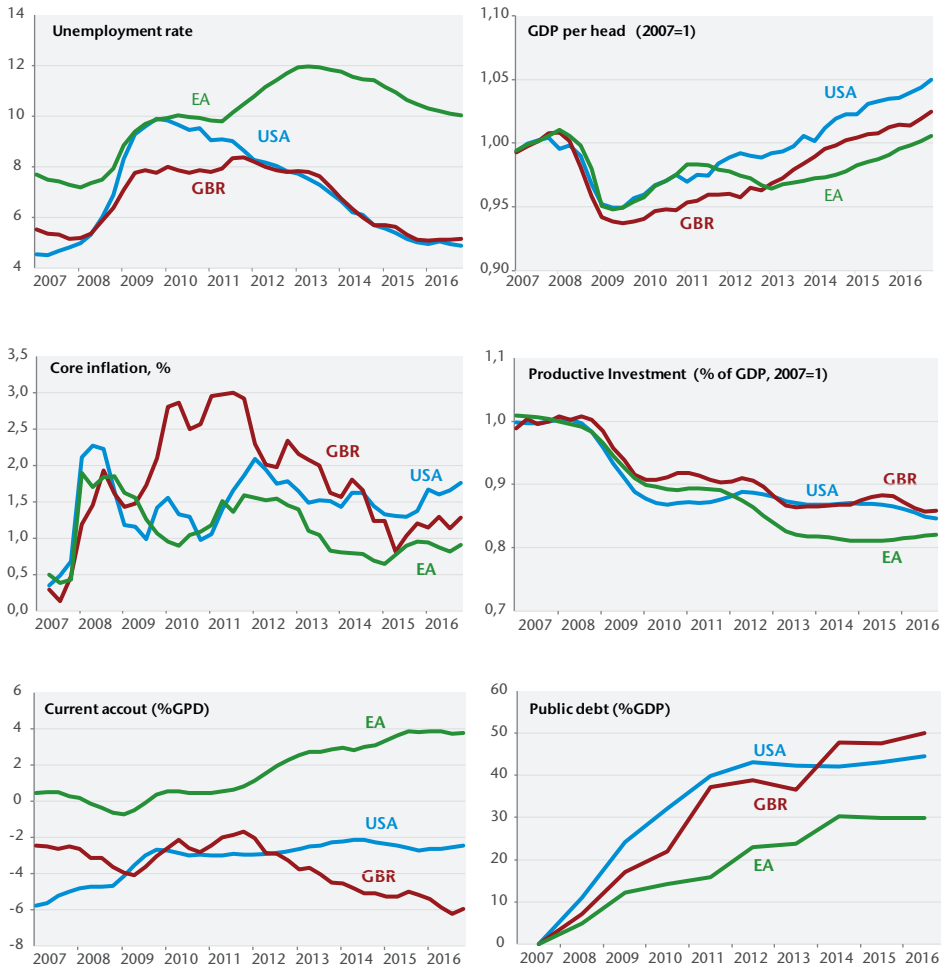 Unemployment rate
14
12
10
8
6
4
EA
USA
GBR
2007 2008 2009 2010 2011 2012 2013 2014 2015 2016
GDP per head (2007=1)
1,10
1,05
1,00
0,95
0,90
USA
EA
GBR
2007 2008 2009 2010 2011 2012 2013 2014 2015 2016
Core inflation, %
3,5
3,0
2,5
2,0
1,5
1,0
0,5
0,0
GBR
USA
EA
2007 2008 2009 2010 2011 2012 2013 2014 2015 2016
Productive Investment (% of GDP, 2007=1)
1,1
1,0
0,9
0,8
0,7
GBR
USA
EA
2007 2008 2009 2010 2011 2012 2013 2014 2015 2016
Current accout (%GPD)
6
4
2
0
-2
-4
-6
-8
EA
USA
GBR
2007 2008 2009 2010 2011 2012 2013 2014 2015 2016
Public debt (%GDP)
60
50
40
30
20
10
0
USA
GBR
EA
2007 2008 2009 2010 2011 2012 2013 2014 2015 2016